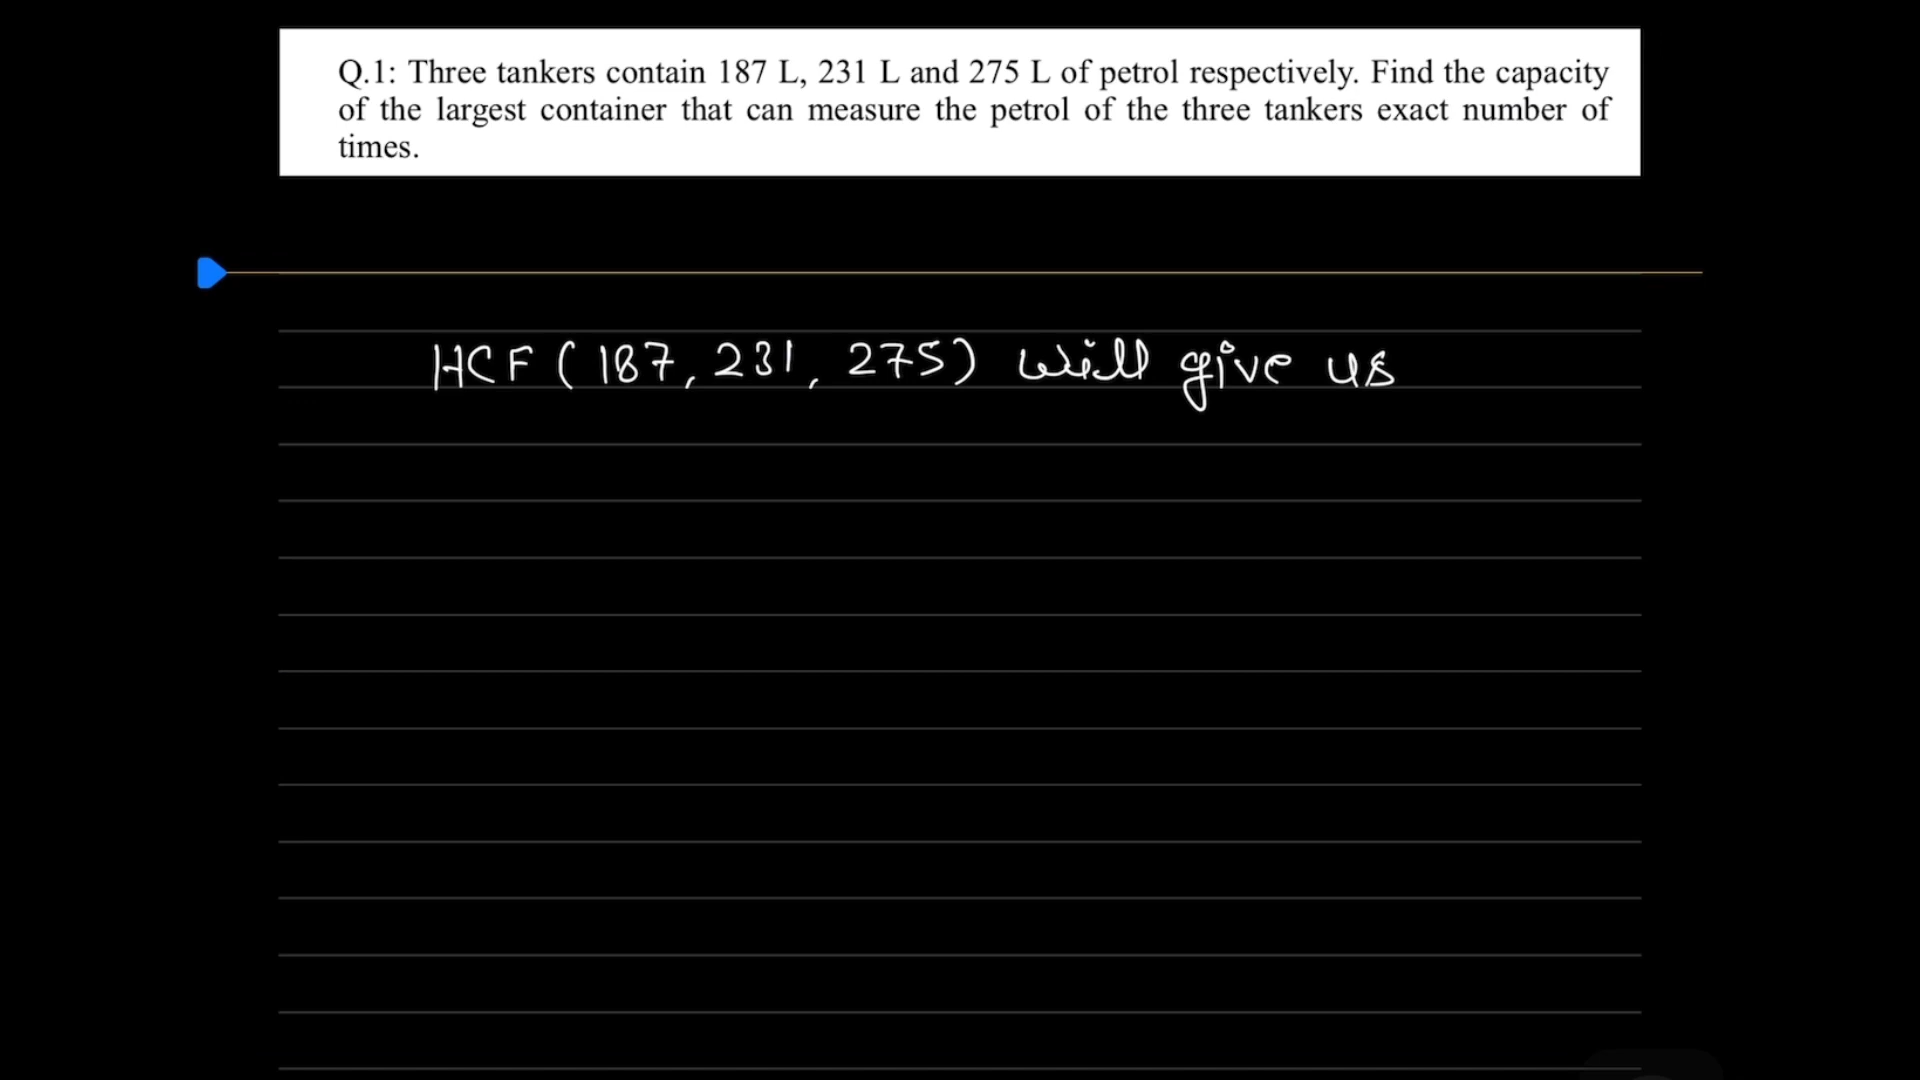 Q.1: Three tankers contain 187 L, 231 L and 275 L of petrol respectively. Find the capacity
of the largest container that can measure the petrol of the three tankers exact number of
times.
HCF (187, 231, 275) will give us